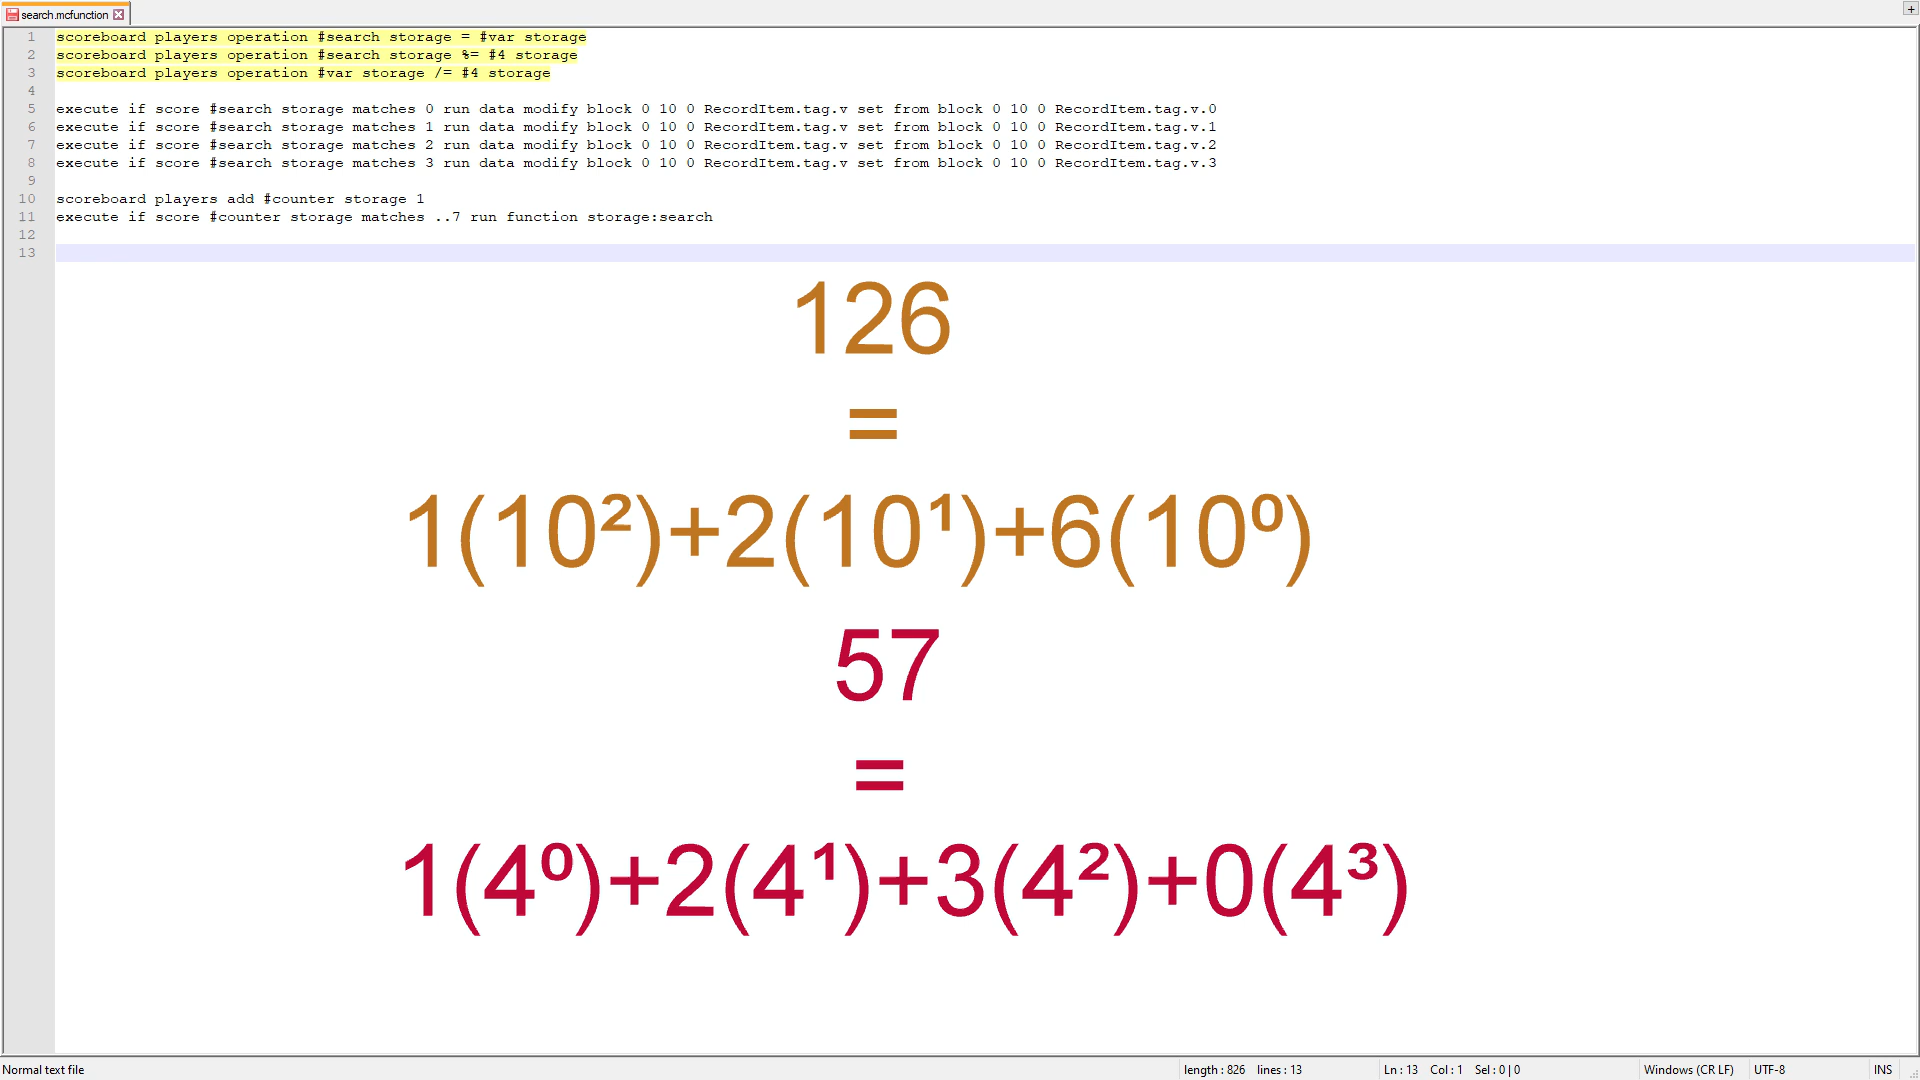 search.mcfunction
+
1 scoreboard players operation #search storage = #var storage
2 scoreboard players operation #search storage %= #4 storage
3 scoreboard players operation #var storage /= #4 storage
4
5 execute if score #search storage matches 0 run data modify block 0 10 0 RecordItem.tag.v set from block 0 10 0 RecordItem.tag.v.0
6 execute if score #search storage matches 1 run data modify block 0 10 0 RecordItem.tag.v set from block 0 10 0 RecordItem.tag.v.1
7 execute if score #search storage matches 2 run data modify block 0 10 0 RecordItem.tag.v set from block 0 10 0 RecordItem.tag.v.2
8 execute if score #search storage matches 3 run data modify block 0 10 0 RecordItem.tag.v set from block 0 10 0 RecordItem.tag.v.3
9
10 scoreboard players add #counter storage 1
11 execute if score #counter storage matches ..7 run function storage:search
12
13
126
=
1(10²)+2(10¹)+6(10⁰)
57
=
1(4⁰)+2(4¹)+3(4²)+0(4³)
Normal text file length : 826 lines : 13 Ln : 13 Col : 1 Sel : 0 | 0 Windows (CR LF) UTF-8 INS